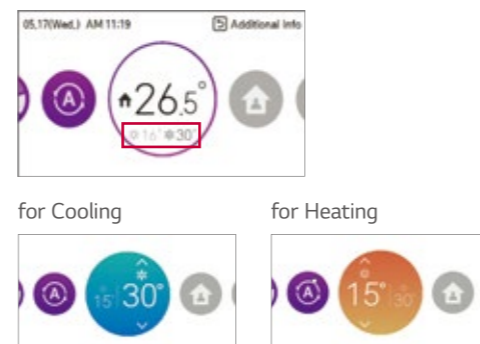 05.17(Wed.) AM 11:19 Additional Info
A 26.5°
16° 30°
for Cooling for Heating
A 15° 30° A 15° 30°